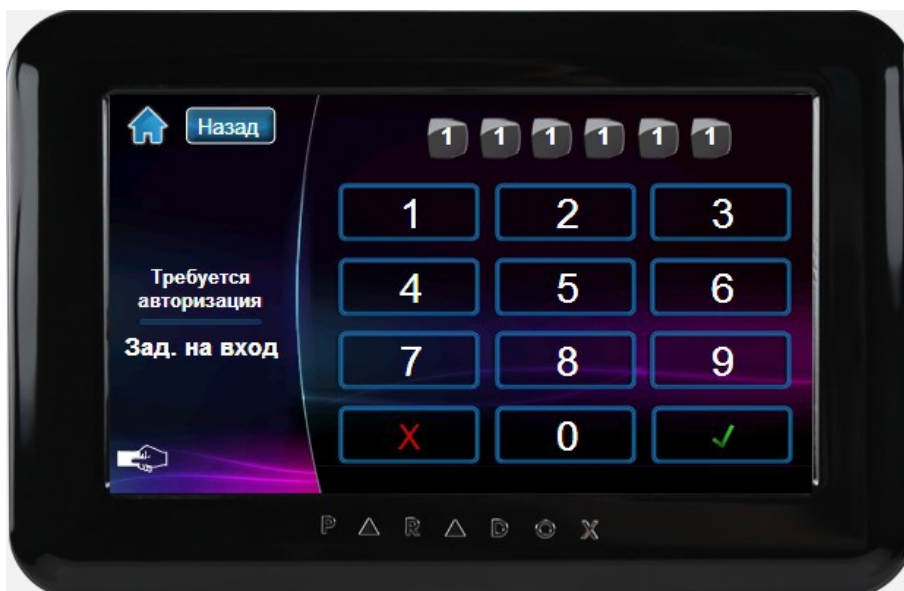 Назад
1 1 1 1 1 1
1 2 3
Требуется
авторизация
4 5 6
Зад. на вход
7 8 9
X 0 ✓
PARADOX